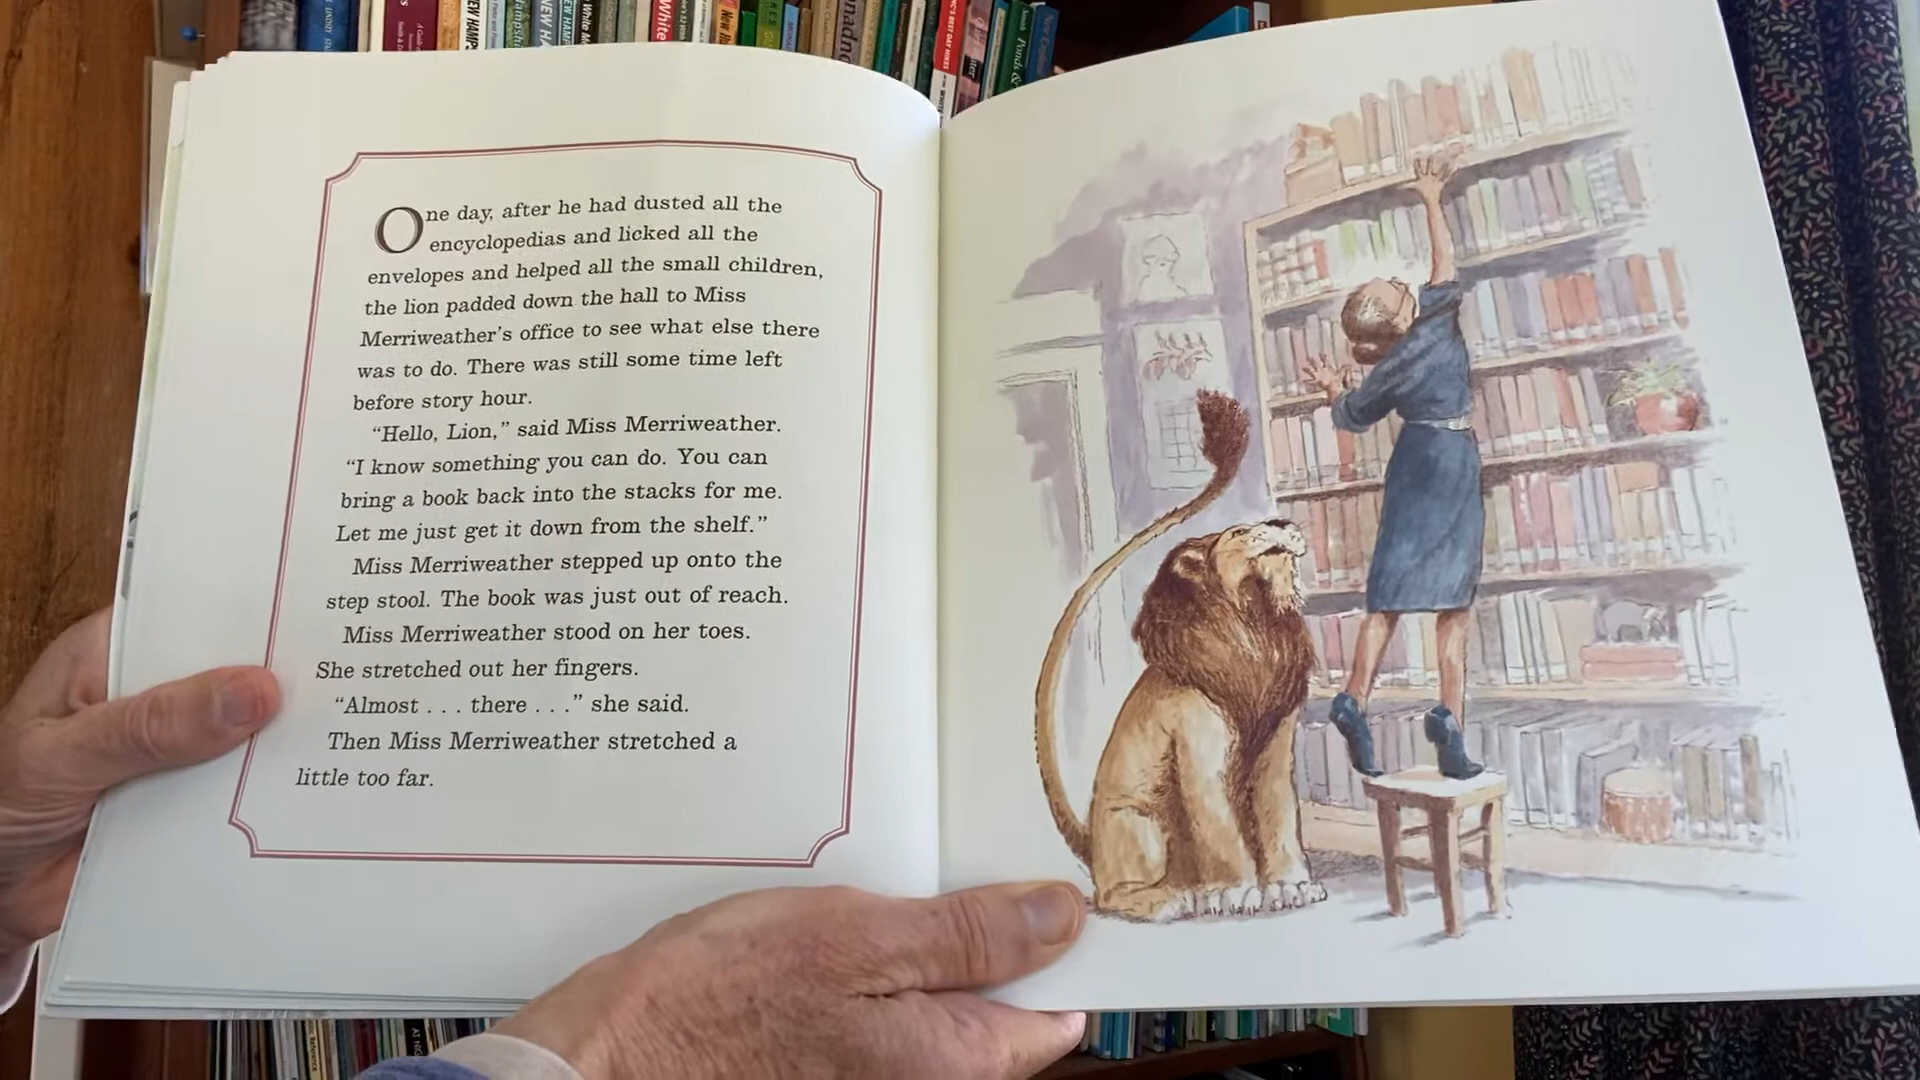 NEW HAMPS
White M
White
One day, after he had dusted all the
encyclopedias and licked all the
envelopes and helped all the small children,
the lion padded down the hall to Miss
Merriweather's office to see what else there
was to do. There was still some time left
before story hour.
“Hello, Lion,” said Miss Merriweather.
“I know something you can do. You can
bring a book back into the stacks for me.
Let me just get it down from the shelf.”
Miss Merriweather stepped up onto the
step stool. The book was just out of reach.
Miss Merriweather stood on her toes.
She stretched out her fingers.
“Almost . . . there . . .” she said.
Then Miss Merriweather stretched a
little too far.